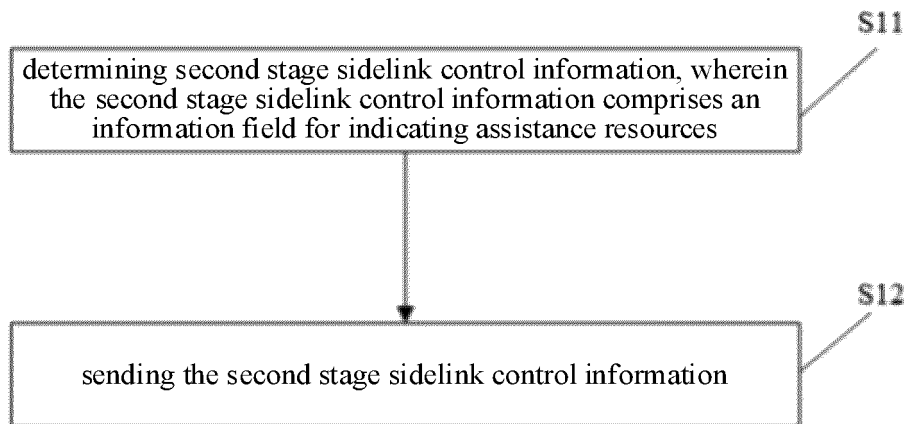 S11
determining second stage sidelink control information, wherein
the second stage sidelink control information comprises an
information field for indicating assistance resources
S12
sending the second stage sidelink control information